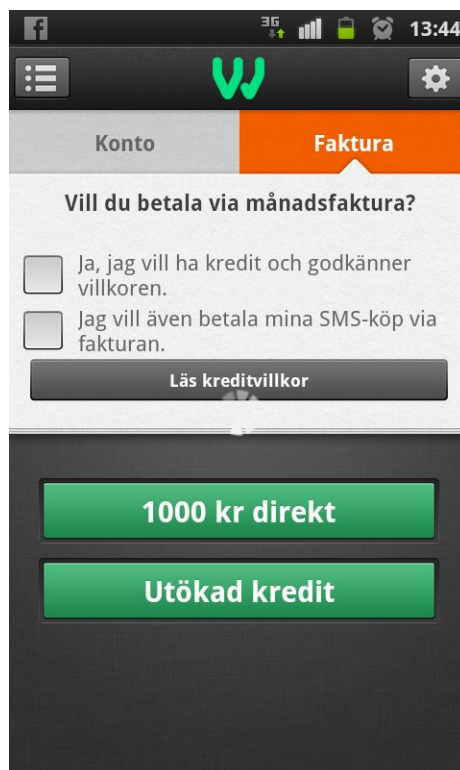 3G
13:44
Konto
Faktura
Vill du betala via månadsfaktura?
Ja, jag vill ha kredit och godkänner
villkoren.
Jag vill även betala mina SMS-köp via
fakturan.
Läs kreditvillkor
1000 kr direkt
Utökad kredit